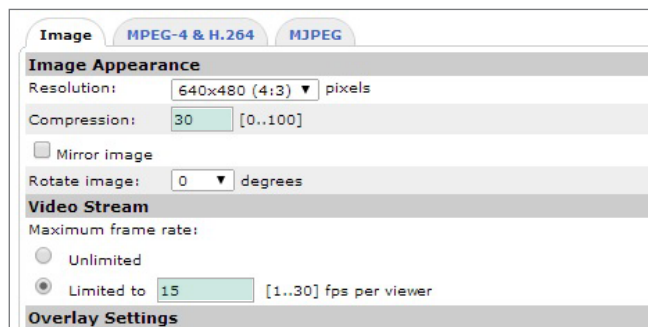 Image MPEG-4 & H.264 MJPEG
Image Appearance
Resolution: 640x480 (4:3) pixels
Compression: 30 [0..100]
Mirror image
Rotate image: 0 degrees
Video Stream
Maximum frame rate:
Unlimited
Limited to 15 [1..30] fps per viewer
Overlay Settings